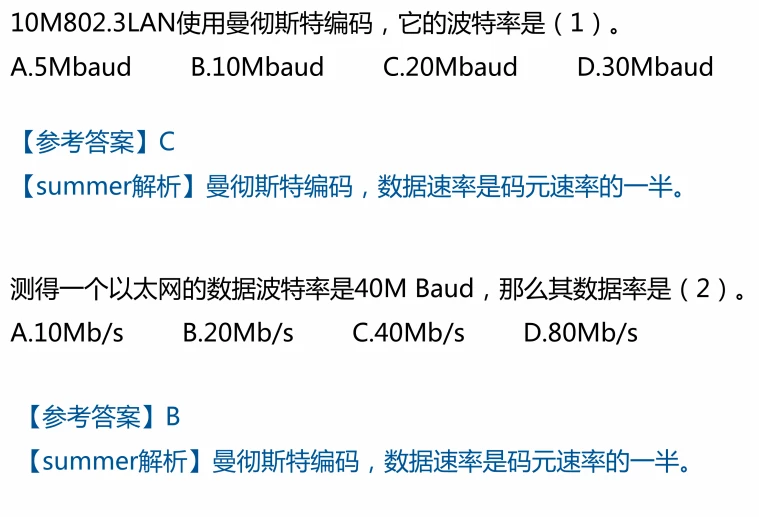 10M802.3LAN使用曼彻斯特编码，它的波特率是（1）。
A.5Mbaud B.10Mbaud C.20Mbaud D.30Mbaud
【参考答案】C
【summer解析】曼彻斯特编码，数据速率是码元速率的一半。
测得一个以太网的数据波特率是40M Baud，那么其数据率是（2）。
A.10Mb/s B.20Mb/s C.40Mb/s D.80Mb/s
【参考答案】B
【summer解析】曼彻斯特编码，数据速率是码元速率的一半。